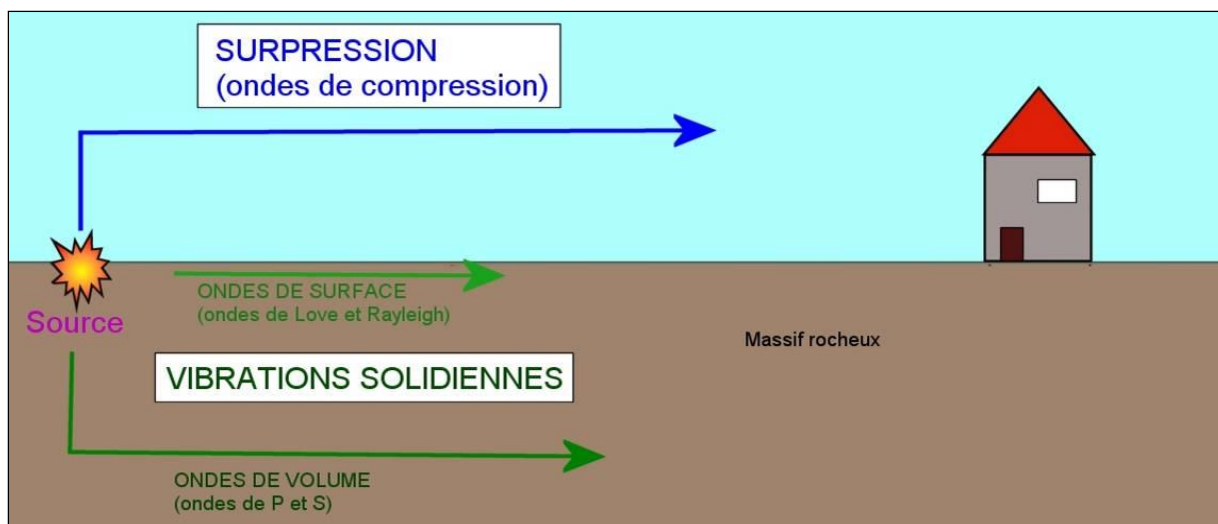 SURPRESSION
(ondes de compression)
ONDES DE SURFACE
(ondes de Love et Rayleigh)
Source
Massif rocheux
VIBRATIONS SOLIDIENNES
ONDES DE VOLUME
(ondes de P et S)